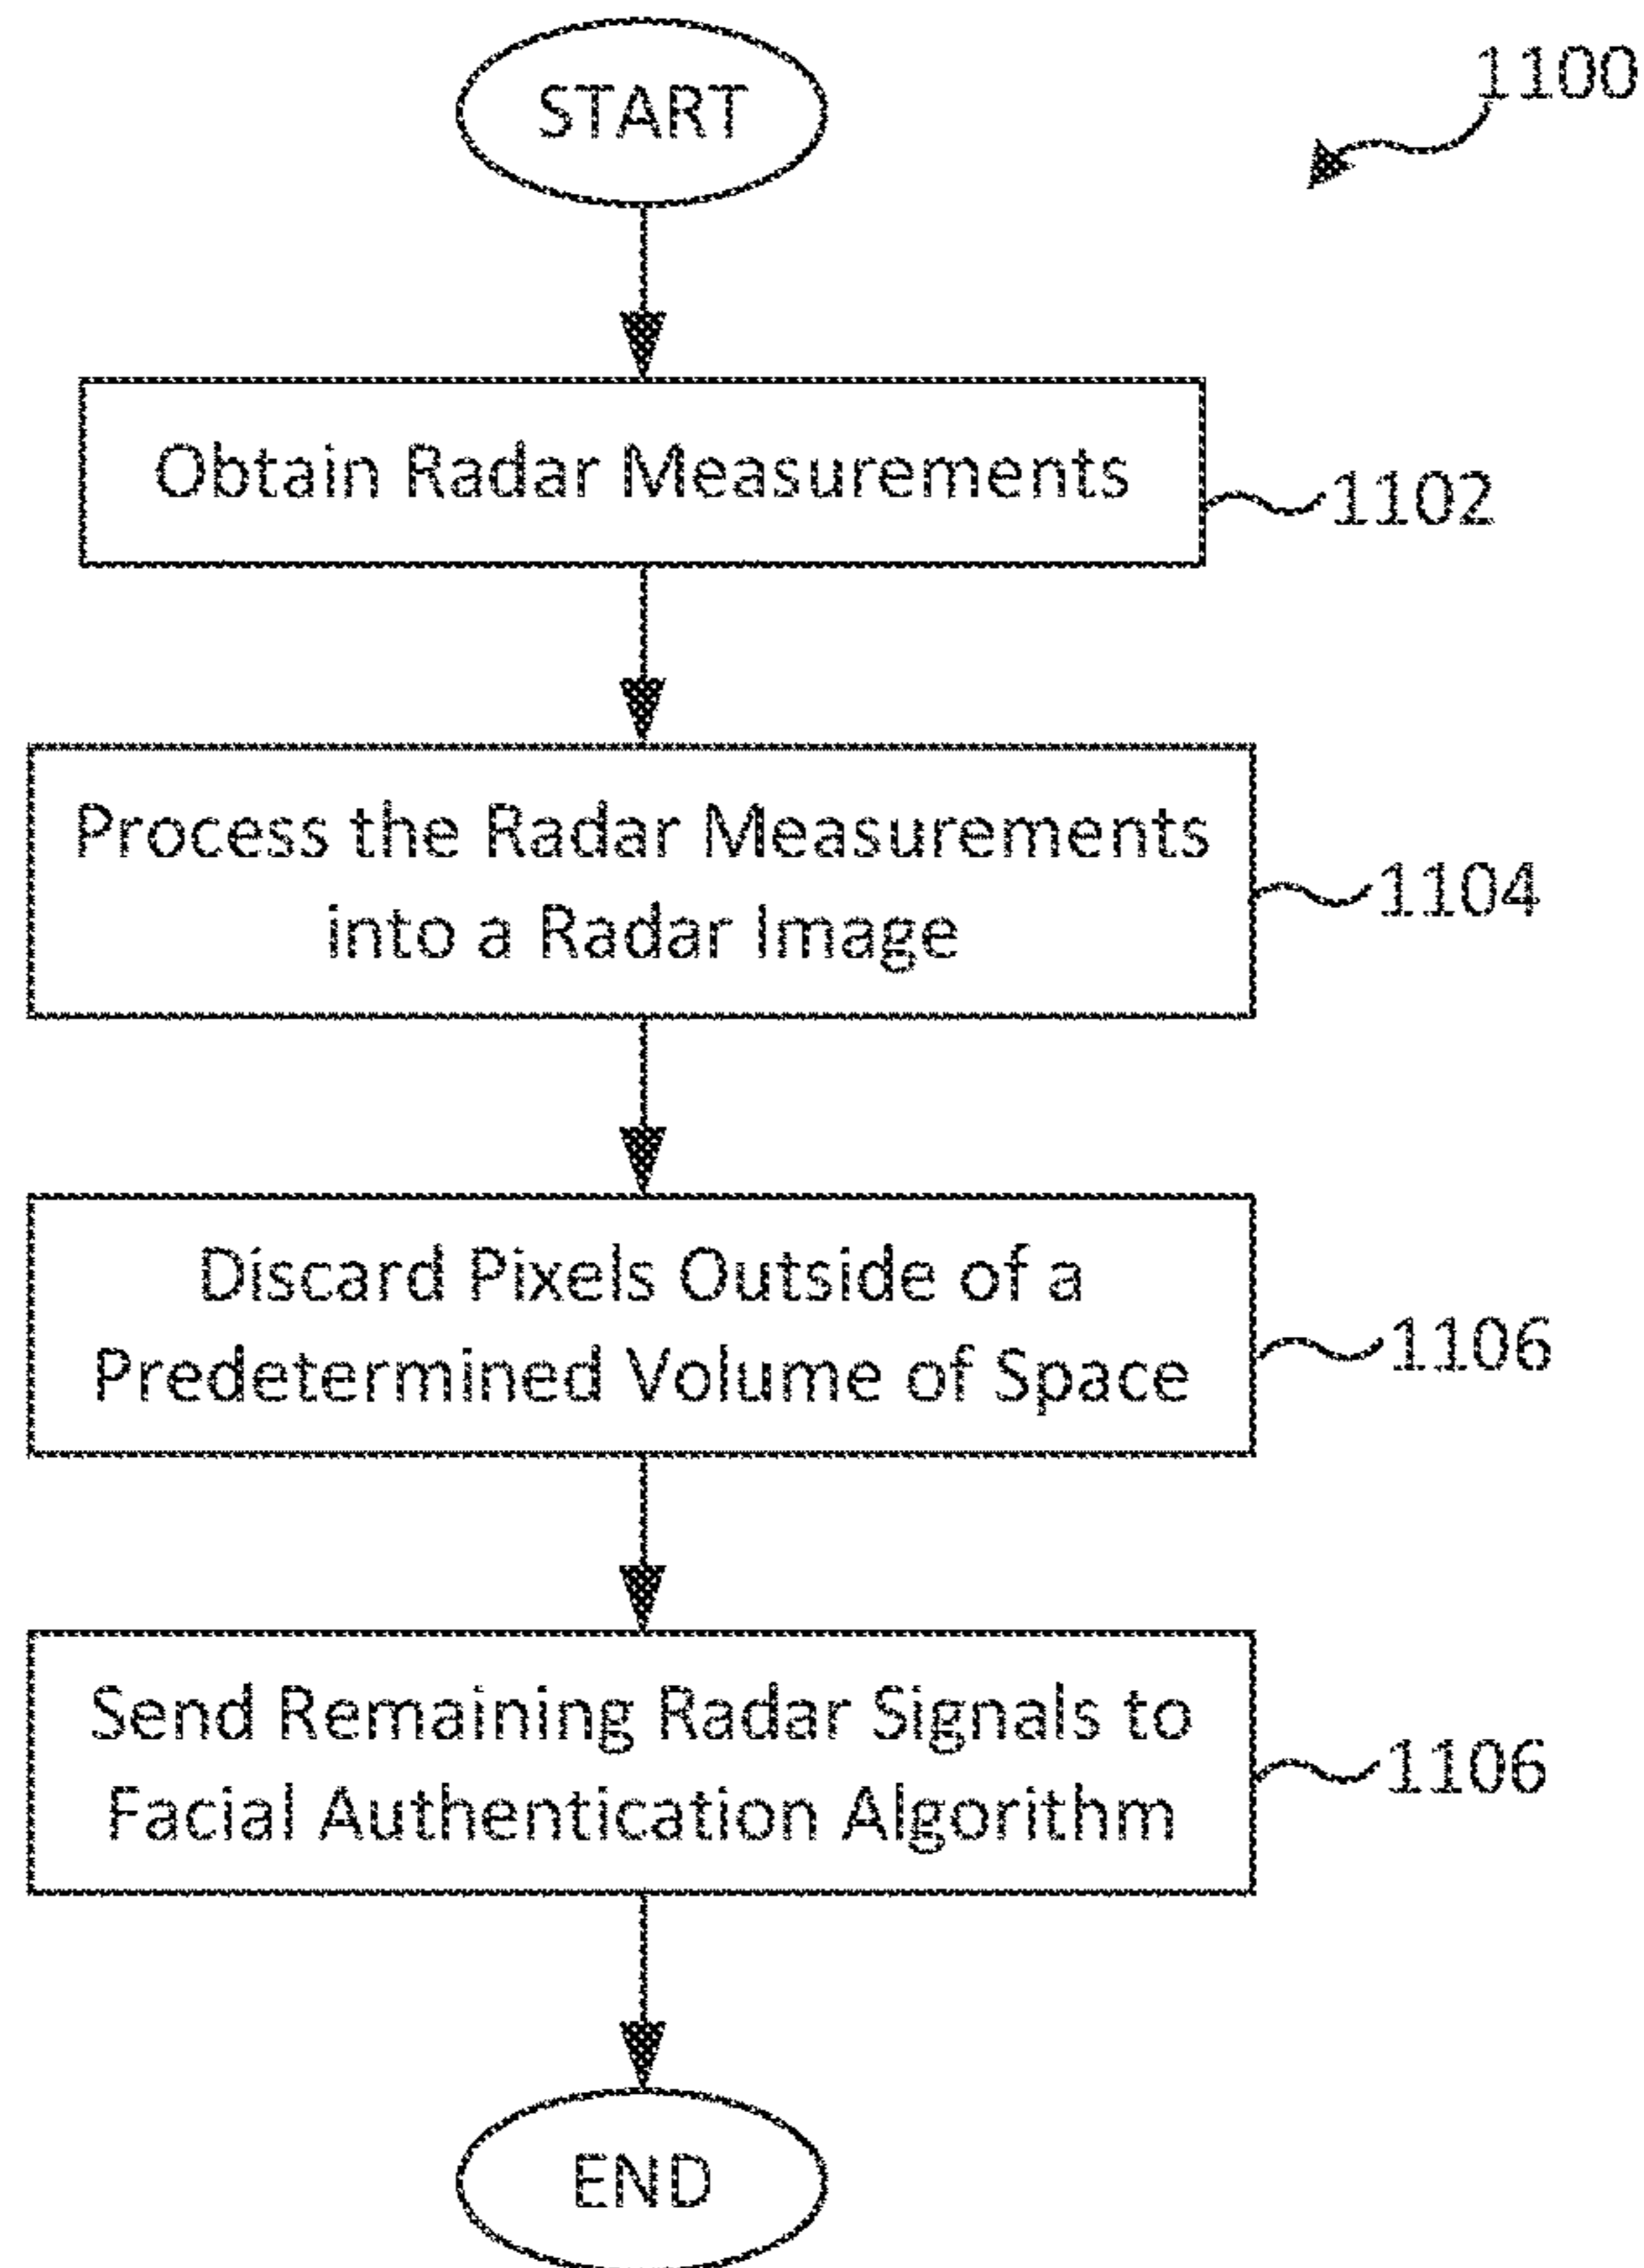 START
1100
Obtain Radar Measurements
1102
Process the Radar Measurements
into a Radar Image
1104
Discard Pixels Outside of a
Predetermined Volume of Space
1106
Send Remaining Radar Signals to
Facial Authentication Algorithm
1106
END